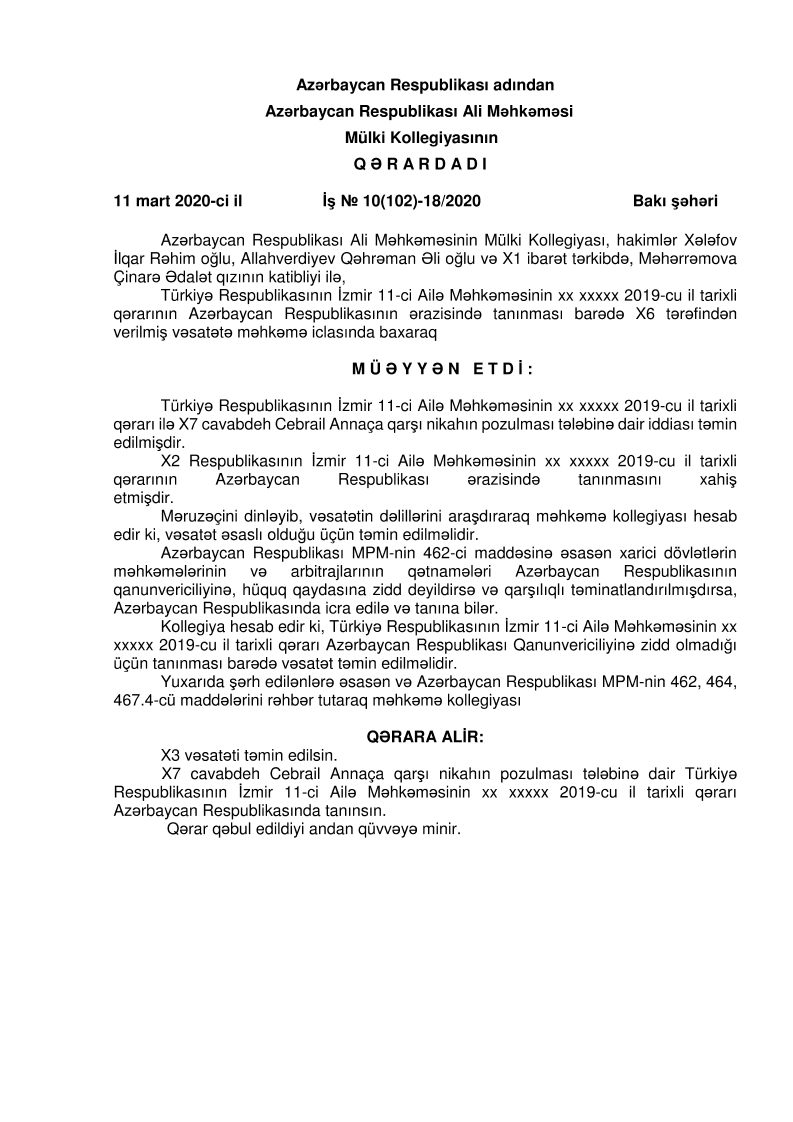 Azərbaycan Respublikası adından
Azərbaycan Respublikası Ali Məhkəməsi
Mülki Kollegiyasının
Q Ə R A R D A D I
11 mart 2020-ci il İş № 10(102)-18/2020 Bakı şəhəri
Azərbaycan Respublikası Ali Məhkəməsinin Mülki Kollegiyası, hakimlər Xələfov
İlqar Rəhim oğlu, Allahverdiyev Qəhrəman Əli oğlu və X1 ibarət tərkibdə, Məhərrəmova
Çinarə Ədalət qızının katibliyi ilə,
Türkiyə Respublikasının İzmir 11-ci Ailə Məhkəməsinin xx xxxxx 2019-cu il tarixli
qərarının Azərbaycan Respublikasının ərazisində tanınması barədə X6 tərəfindən
verilmiş vəsatətə məhkəmə iclasında baxaraq
M Ü Ə Y Y Ə N E T D İ :
Türkiyə Respublikasının İzmir 11-ci Ailə Məhkəməsinin xx xxxxx 2019-cu il tarixli
qərarı ilə X7 cavabdeh Cebrail Annaça qarşı nikahın pozulması tələbinə dair iddiası təmin
edilmişdir.
X2 Respublikasının İzmir 11-ci Ailə Məhkəməsinin xx xxxxx 2019-cu il tarixli
qərarının Azərbaycan Respublikası ərazisində tanınmasını xahiş
etmişdir.
Məruzəçini dinləyib, vəsatətin dəlillərini araşdıraraq məhkəmə kollegiyası hesab
edir ki, vəsatət əsaslı olduğu üçün təmin edilməlidir.
Azərbaycan Respublikası MPM-nin 462-ci maddəsinə əsasən xarici dövlətlərin
məhkəmələrinin və arbitrajlarının qətnamələri Azərbaycan Respublikasının
qanunvericiliyinə, hüquq qaydasına zidd deyildirsə və qarşılıqlı təminatlandırılmışdırsa,
Azərbaycan Respublikasında icra edilə və tanına bilər.
Kollegiya hesab edir ki, Türkiyə Respublikasının İzmir 11-ci Ailə Məhkəməsinin xx
xxxxx 2019-cu il tarixli qərarı Azərbaycan Respublikası Qanunvericiliyinə zidd olmadığı
üçün tanınması barədə vəsatət təmin edilməlidir.
Yuxarıda şərh edilənlərə əsasən və Azərbaycan Respublikası MPM-nin 462, 464,
467.4-cü maddələrini rəhbər tutaraq məhkəmə kollegiyası
QƏRARA ALİR:
X3 vəsatəti təmin edilsin.
X7 cavabdeh Cebrail Annaça qarşı nikahın pozulması tələbinə dair Türkiyə
Respublikasının İzmir 11-ci Ailə Məhkəməsinin xx xxxxx 2019-cu il tarixli qərarı
Azərbaycan Respublikasında tanınsın.
Qərar qəbul edildiyi andan qüvvəyə minir.